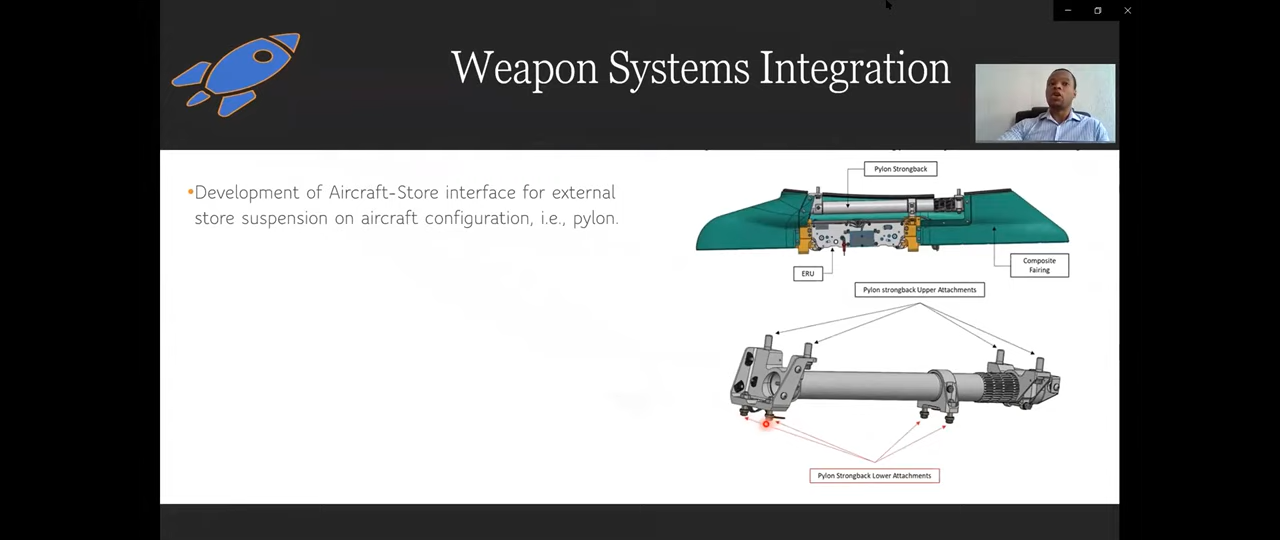 Weapon Systems Integration
•Development of Aircraft-Store interface for external
store suspension on aircraft configuration, i.e., pylon.
Pylon Strongback
ERU
Composite
Fairing
Pylon strongback Upper Attachments
Pylon Strongback Lower Attachments